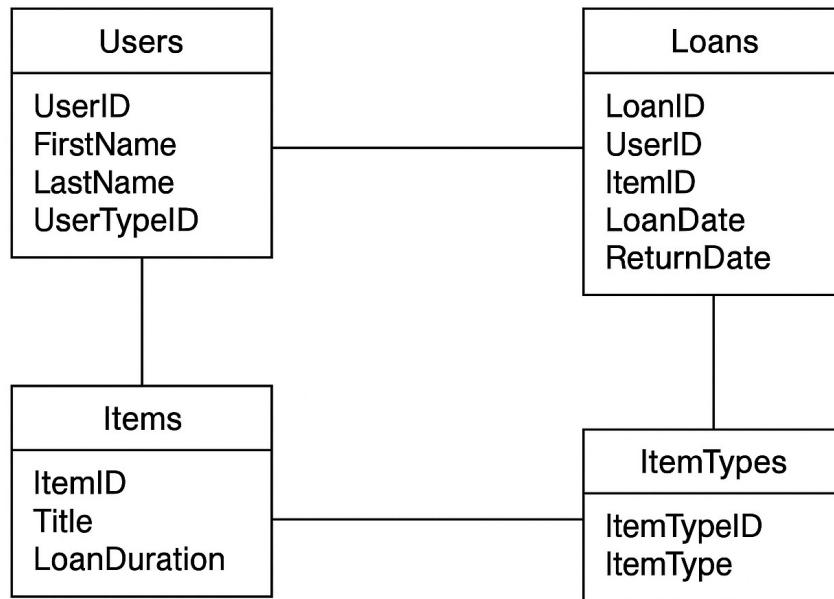 Users
UserID
FirstName
LastName
UserTypeID
Loans
LoanID
UserID
ItemID
LoanDate
ReturnDate
Items
ItemID
Title
LoanDuration
ItemTypes
ItemTypeID
ItemType